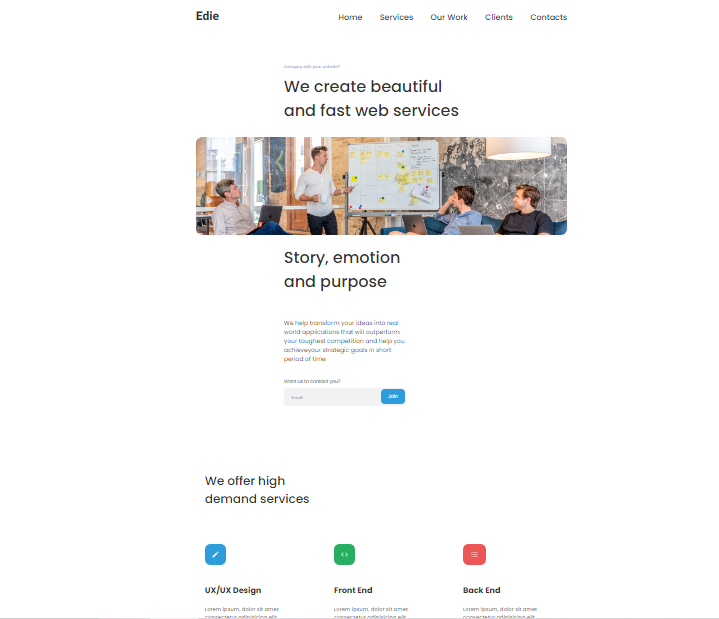 Edie
Home Services Our Work Clients Contacts
Unhappy with your website?
We create beautiful
and fast web services
Story, emotion
and purpose
We help transform your ideas into real
world applications that will outperform
your toughest competition and help you
achieveyour strategic goals in short
period of time
Want us to contact you?
Email
Join
We offer high
demand services
UX/UX Design
Front End
Back End
Lorem ipsum, dolor sit amet
Lorem ipsum, dolor sit amet
Lorem ipsum, dolor sit amet
consectetur adipisicing elit.
consectetur adipisicing elit.
consectetur adipisicing elit.